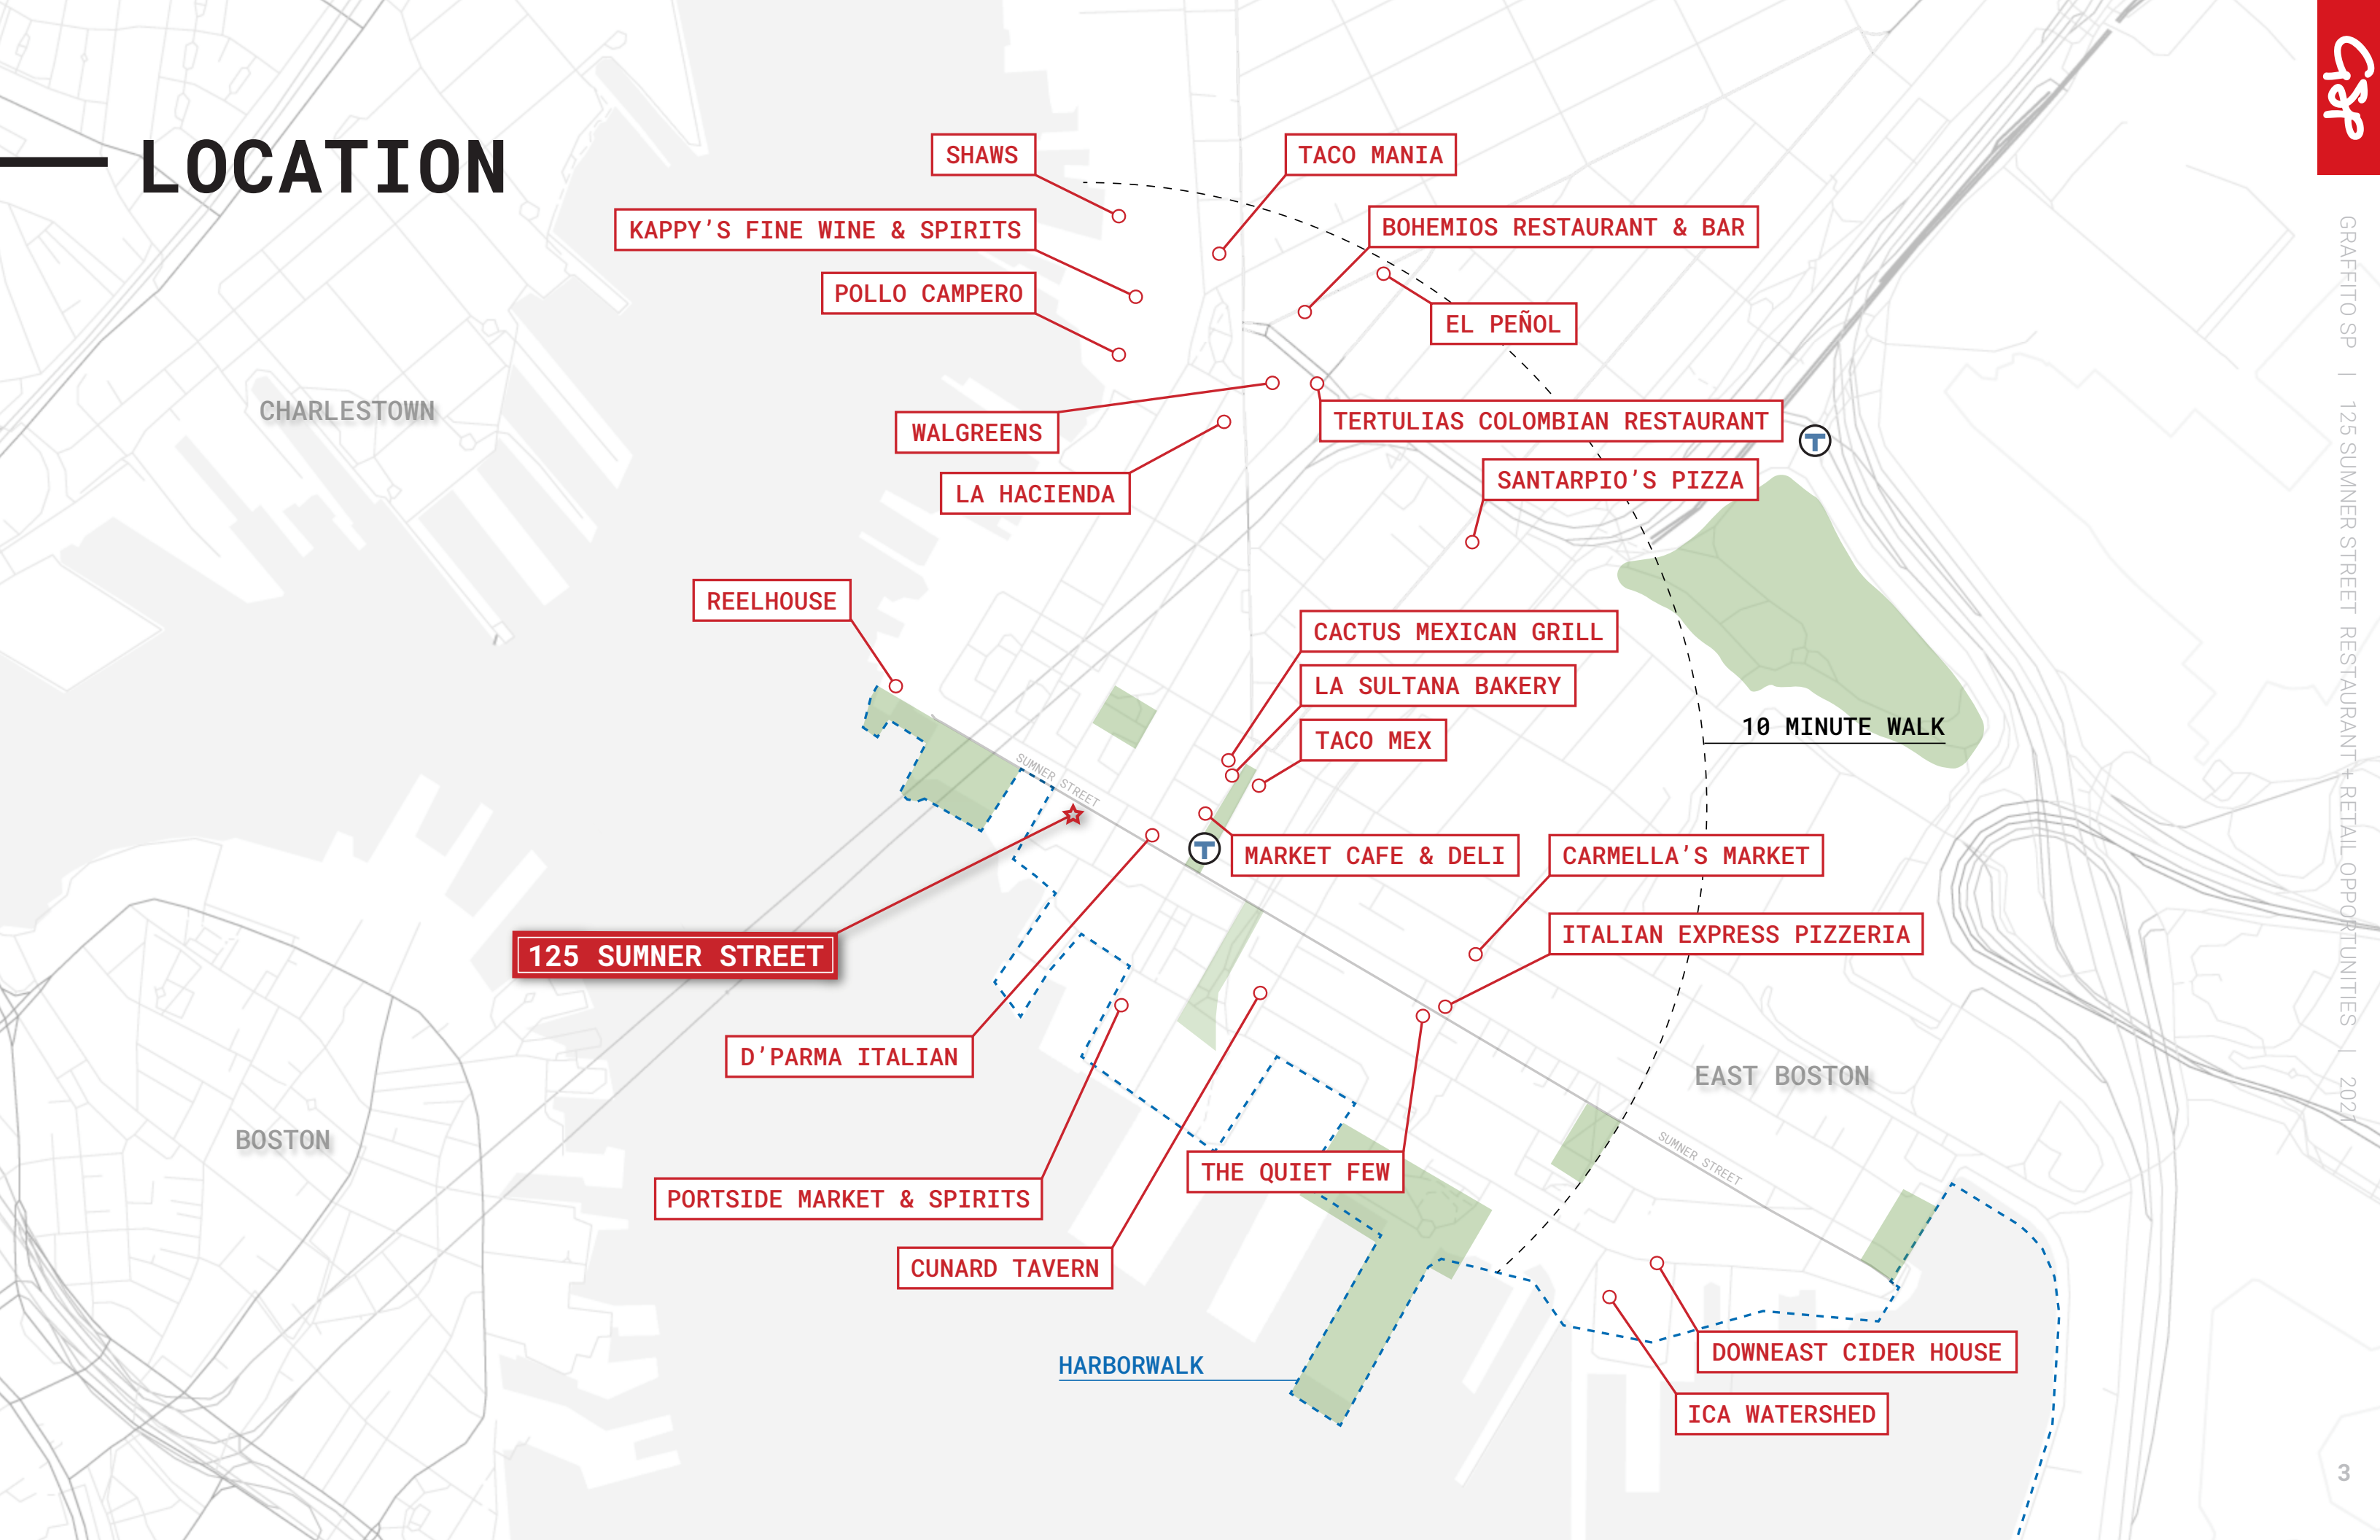 LOCATION
SHAWS
TACO MANIA
KAPPY’S FINE WINE & SPIRITS
BOHEMIOS RESTAURANT & BAR
POLLO CAMPERO
EL PEÑOL
CHARLESTOWN
WALGREENS
TERTULIAS COLOMBIAN RESTAURANT
T
LA HACIENDA
SANTARPIO’S PIZZA
REELHOUSE
CACTUS MEXICAN GRILL
LA SULTANA BAKERY
TACO MEX
10 MINUTE WALK
SUMNER STREET
T
MARKET CAFE & DELI
CARMELLA’S MARKET
125 SUMNER STREET
ITALIAN EXPRESS PIZZERIA
D’PARMA ITALIAN
EAST BOSTON
BOSTON
SUMNER STREET
THE QUIET FEW
PORTSIDE MARKET & SPIRITS
CUNARD TAVERN
HARBORWALK
DOWNEAST CIDER HOUSE
ICA WATERSHED
GSP
GRAFFITO SP | 125 SUMNER STREET RESTAURANT + RETAIL OPPORTUNITIES | 2021
3